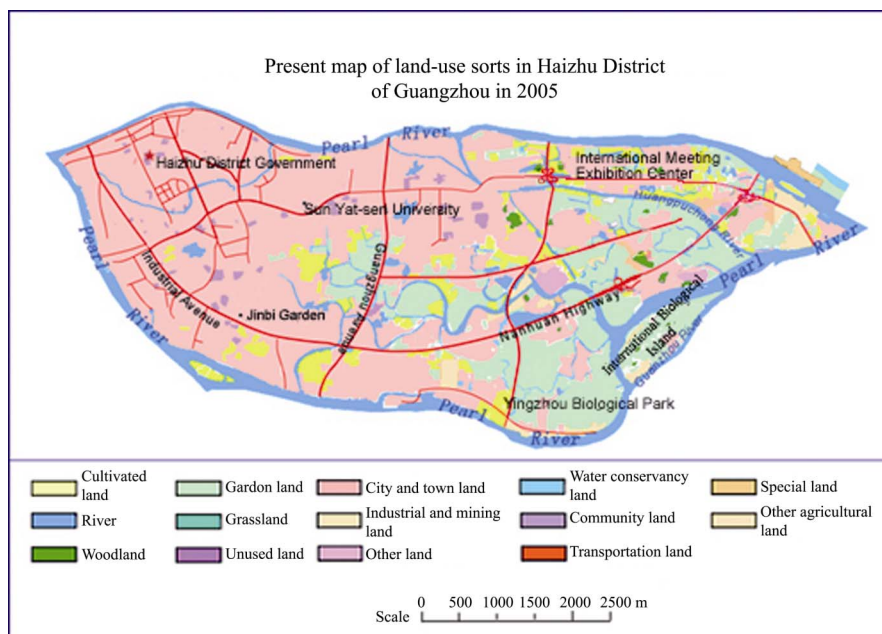 Present map of land-use sorts in Haizhu District
of Guangzhou in 2005
Pearl River
Haizhu District Government
International Meeting
Exhibition Center
Sun Yat-sen University
Huangpuchong River
Pearl River
Industrial Avenue
Guangzhou Avenue
Jinbi Garden
Nanhuan Highway
International Biological
Island
Guanzhou River
Pearl River
River
Yingzhou Biological Park
Pearl
River
Cultivated
land
Gardon land
City and town land
Water conservancy
land
Special land
River
Grassland
Industrial and mining
land
Community land
Other agricultural
land
Woodland
Unused land
Other land
Transportation land
Scale 0 500 1000 1500 2000 2500 m